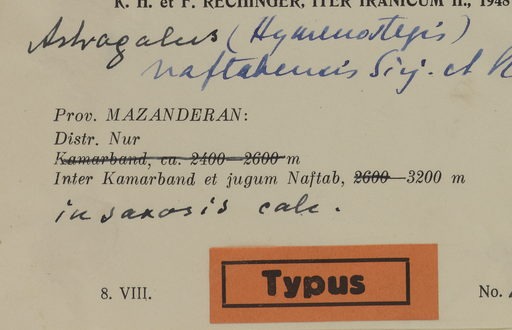 K. H. et F. RECHINGER, ITER IRANICUM II., 1948
Astragalus (Hymenostegis)
naftabensis Sirj. et
Prov. MAZANDERAN:
Distr. Nur
Kamarband, ca. 2400—2600 m
Inter Kamarband et jugum Naftab, 2600—3200 m
in saxosis calc.
8. VIII.
Typus
No.